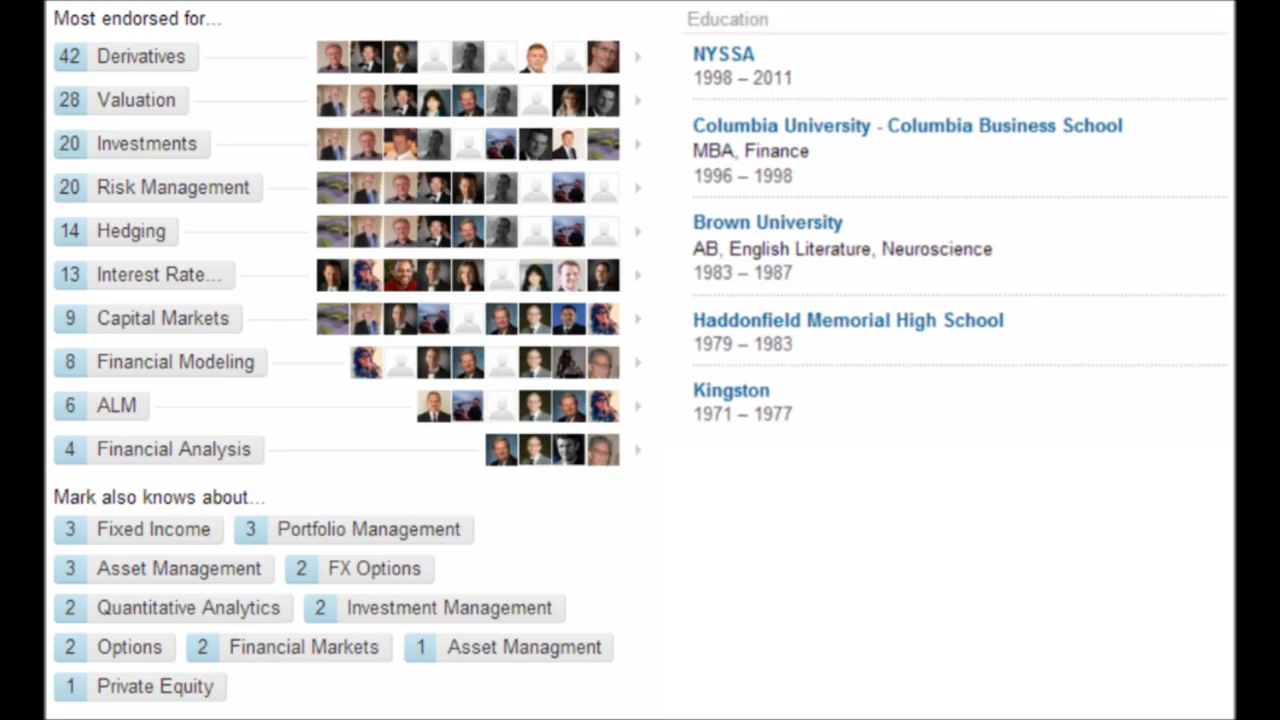 Most endorsed for...
42 Derivatives
28 Valuation
20 Investments
20 Risk Management
14 Hedging
13 Interest Rate...
9 Capital Markets
8 Financial Modeling
6 ALM
4 Financial Analysis
Mark also knows about...
3 Fixed Income 3 Portfolio Management
3 Asset Management 2 FX Options
2 Quantitative Analytics 2 Investment Management
2 Options 2 Financial Markets 1 Asset Managment
1 Private Equity
Education
NYSSA
1998 – 2011
Columbia University - Columbia Business School
MBA, Finance
1996 – 1998
Brown University
AB, English Literature, Neuroscience
1983 – 1987
Haddonfield Memorial High School
1979 – 1983
Kingston
1971 – 1977